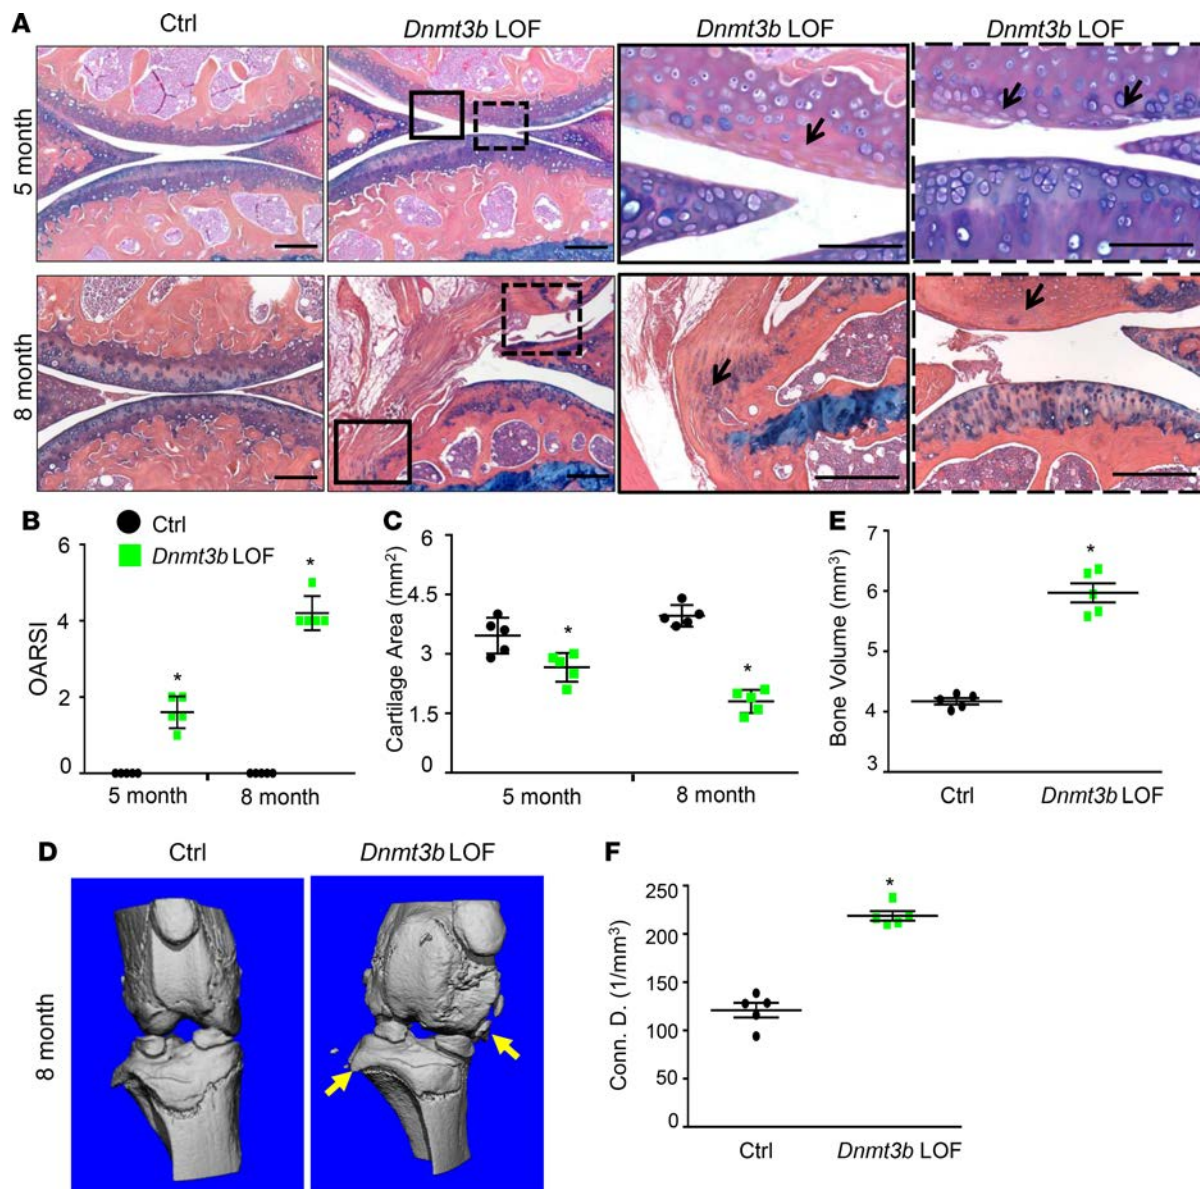 A
Ctrl
Dnmt3b LOF
Dnmt3b LOF
Dnmt3b LOF
5 month
8 month
B
Ctrl
Dnmt3b LOF
OARSI
6
4
2
0
*
*
5 month
8 month
C
Cartilage Area (mm²)
6
4.5
3
1.5
0
*
*
5 month
8 month
E
Bone Volume (mm³)
7
6
5
4
3
*
Ctrl
Dnmt3b LOF
D
Ctrl
Dnmt3b LOF
8 month
F
Conn. D. (1/mm³)
250
200
150
100
50
0
*
Ctrl
Dnmt3b LOF